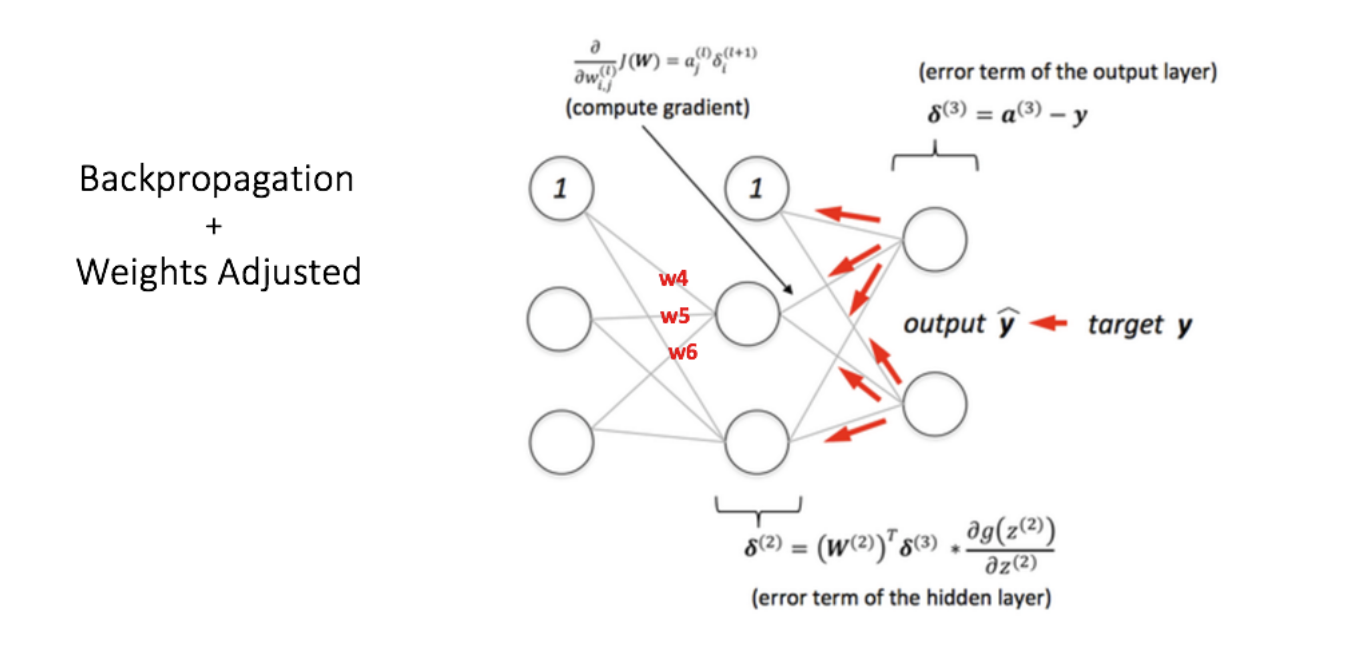 Backpropagation
+
Weights Adjusted
∂/∂w_{i,j}^{(l)} J(W) = a_j^{(l)} δ_i^{(l+1)}
(compute gradient)
(error term of the output layer)
δ^{(3)} = a^{(3)} − y
1
1
w4
w5
w6
output ŷ
target y
δ^{(2)} = (W^{(2)})^T δ^{(3)} * ∂g(z^{(2)})/∂z^{(2)}
(error term of the hidden layer)